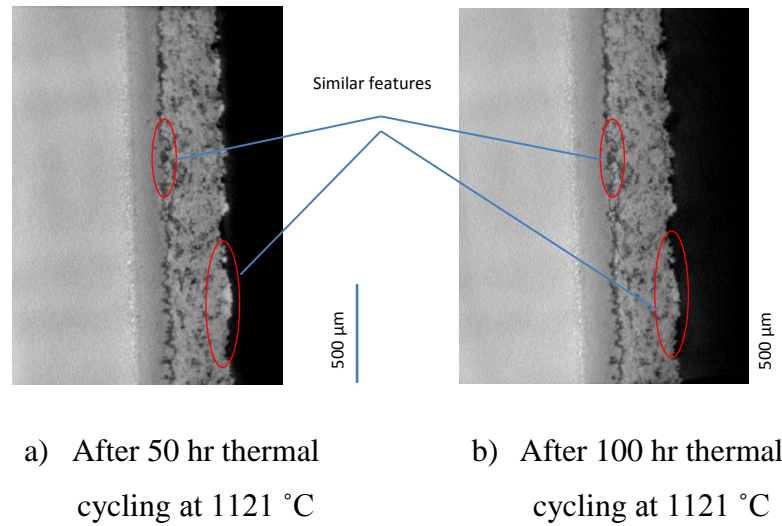 Similar features
500 µm
500 µm
a) After 50 hr thermal
cycling at 1121 ˚C
b) After 100 hr thermal
cycling at 1121 ˚C